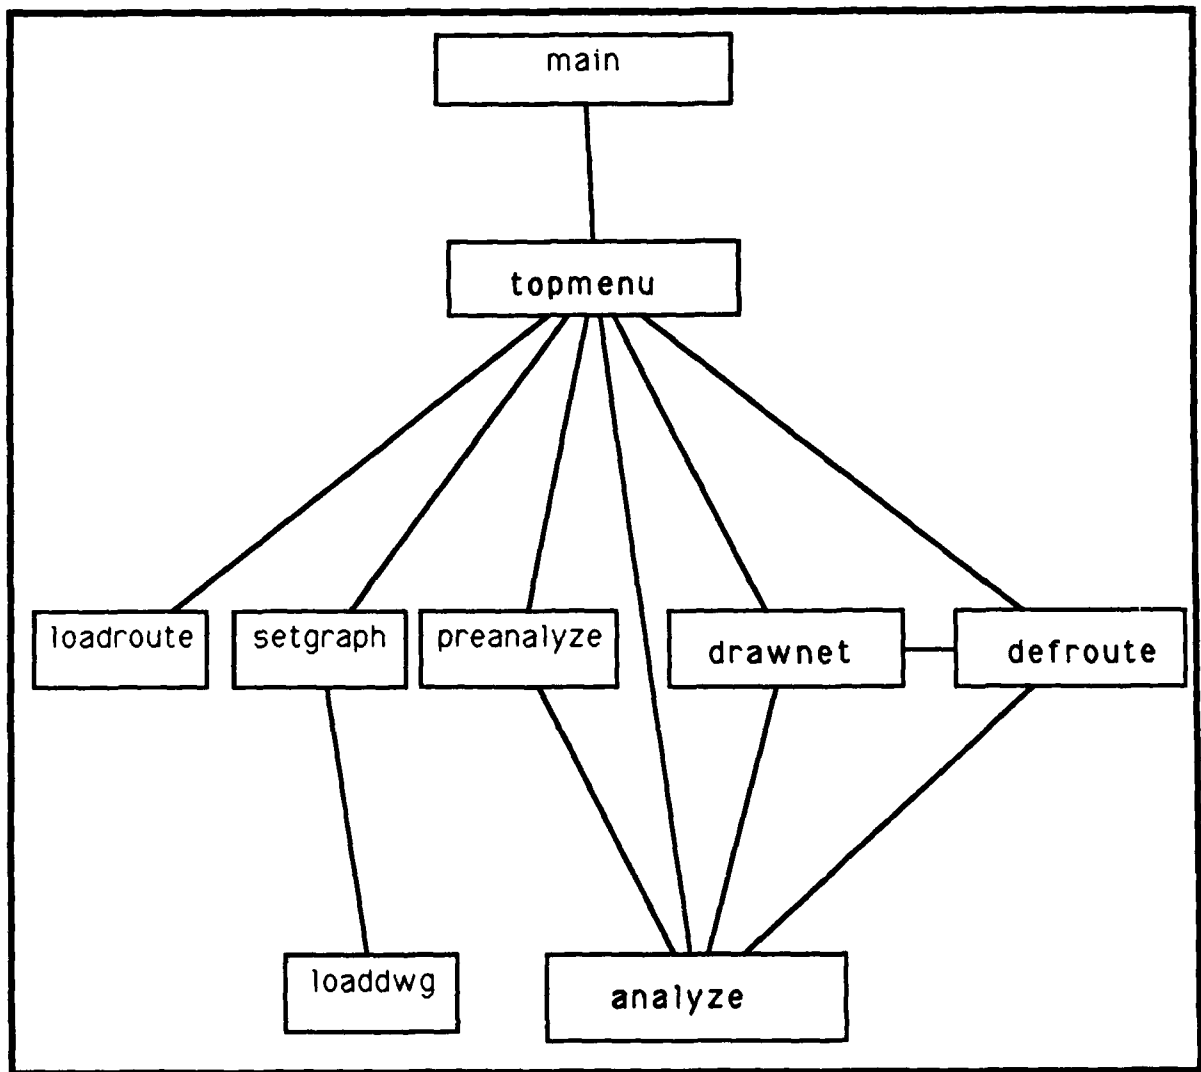 main
topmenu
loadroute
setgraph
preanalyze
drawnet
defroute
loaddwg
analyze